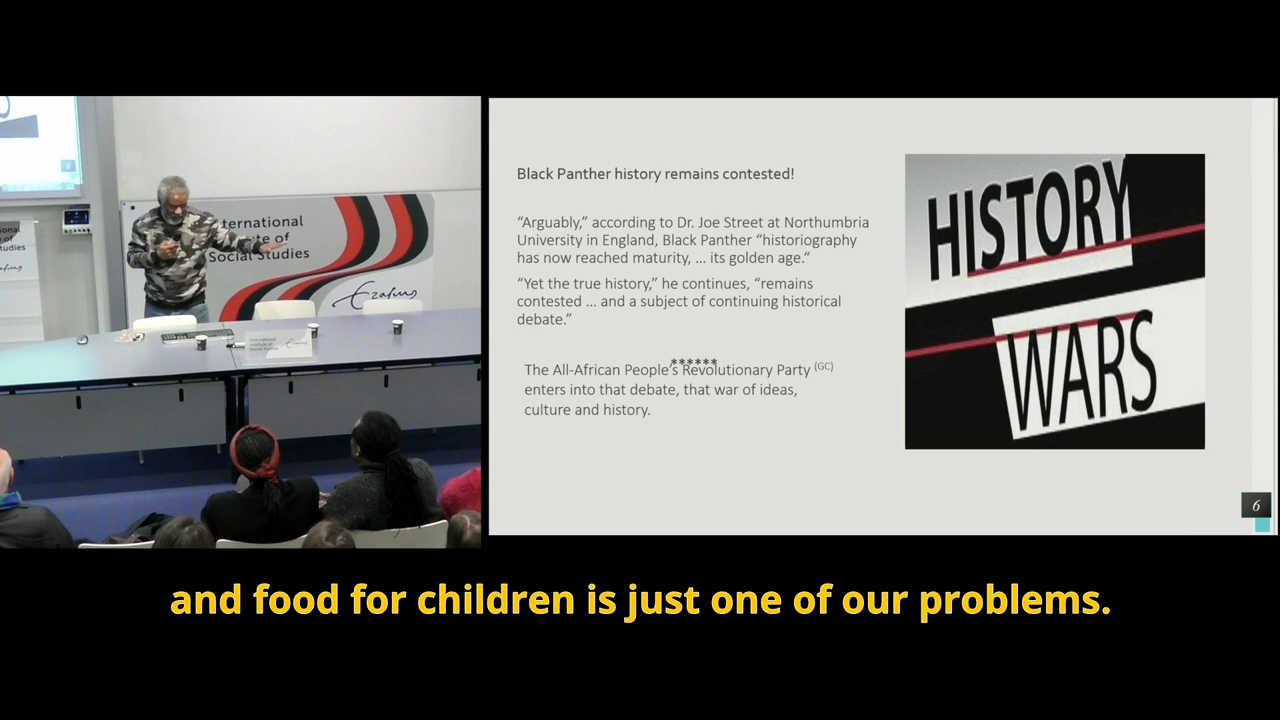 International
Institute of
Social Studies
Erasmus
Black Panther history remains contested!
“Arguably,” according to Dr. Joe Street at Northumbria
University in England, Black Panther “historiography
has now reached maturity, ... its golden age.“
“Yet the true history,” he continues, “remains
contested ... and a subject of continuing historical
debate.”
******
The All-African People’s Revolutionary Party (GC)
enters into that debate, that war of ideas,
culture and history.
HISTORY
WARS
6
and food for children is just one of our problems.